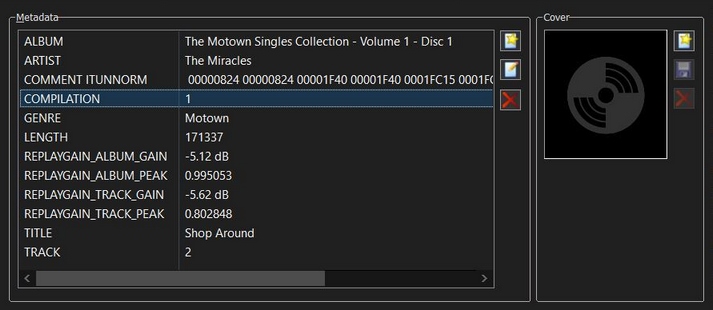 Metadata
Cover
ALBUM The Motown Singles Collection - Volume 1 - Disc 1
ARTIST The Miracles
COMMENT ITUNNORM 00000824 00000824 00001F40 00001F40 0001FC15 0001FC
COMPILATION 1
GENRE Motown
LENGTH 171337
REPLAYGAIN_ALBUM_GAIN -5.12 dB
REPLAYGAIN_ALBUM_PEAK 0.995053
REPLAYGAIN_TRACK_GAIN -5.62 dB
REPLAYGAIN_TRACK_PEAK 0.802848
TITLE Shop Around
TRACK 2